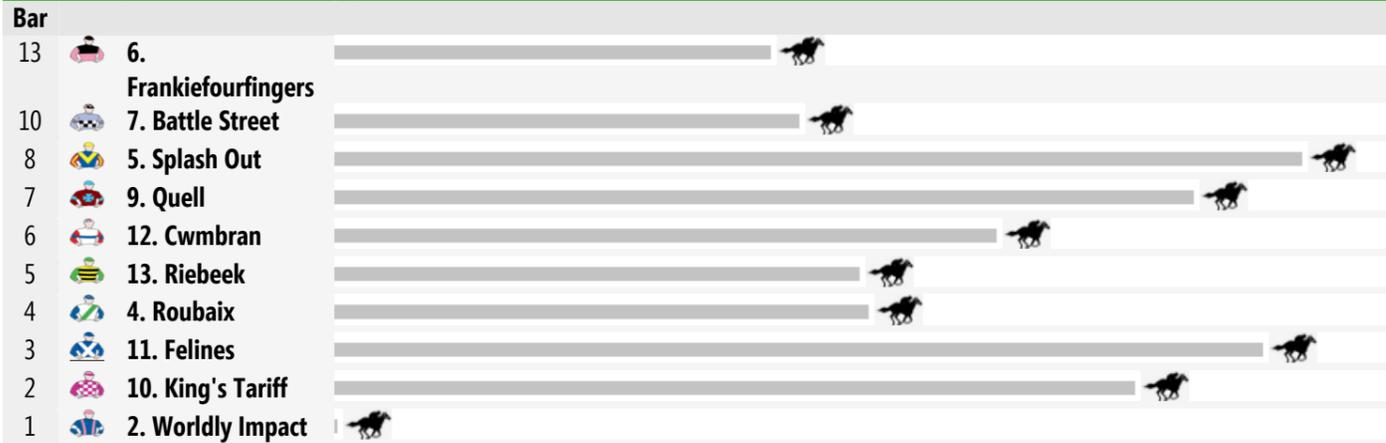 Bar
13 6.
Frankiefourfingers
10 7. Battle Street
8 5. Splash Out
7 9. Quell
6 12. Cwmbran
5 13. Riebeek
4 4. Roubaix
3 11. Felines
2 10. King's Tariff
1 2. Worldly Impact